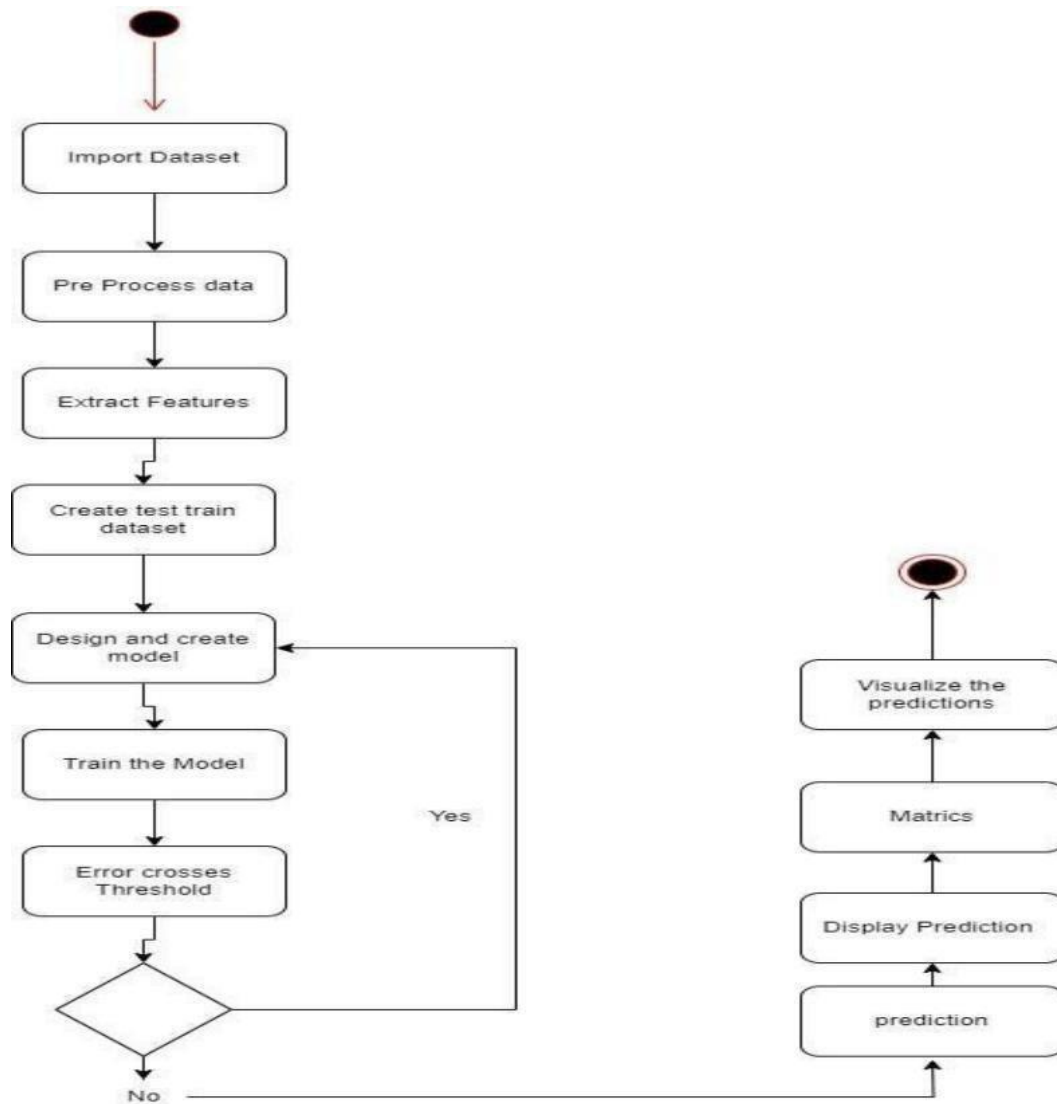 Import Dataset
Pre Process data
Extract Features
Create test train
dataset
Design and create
model
Train the Model
Error crosses
Threshold
Yes
No
prediction
Display Prediction
Matrics
Visualize the
predictions